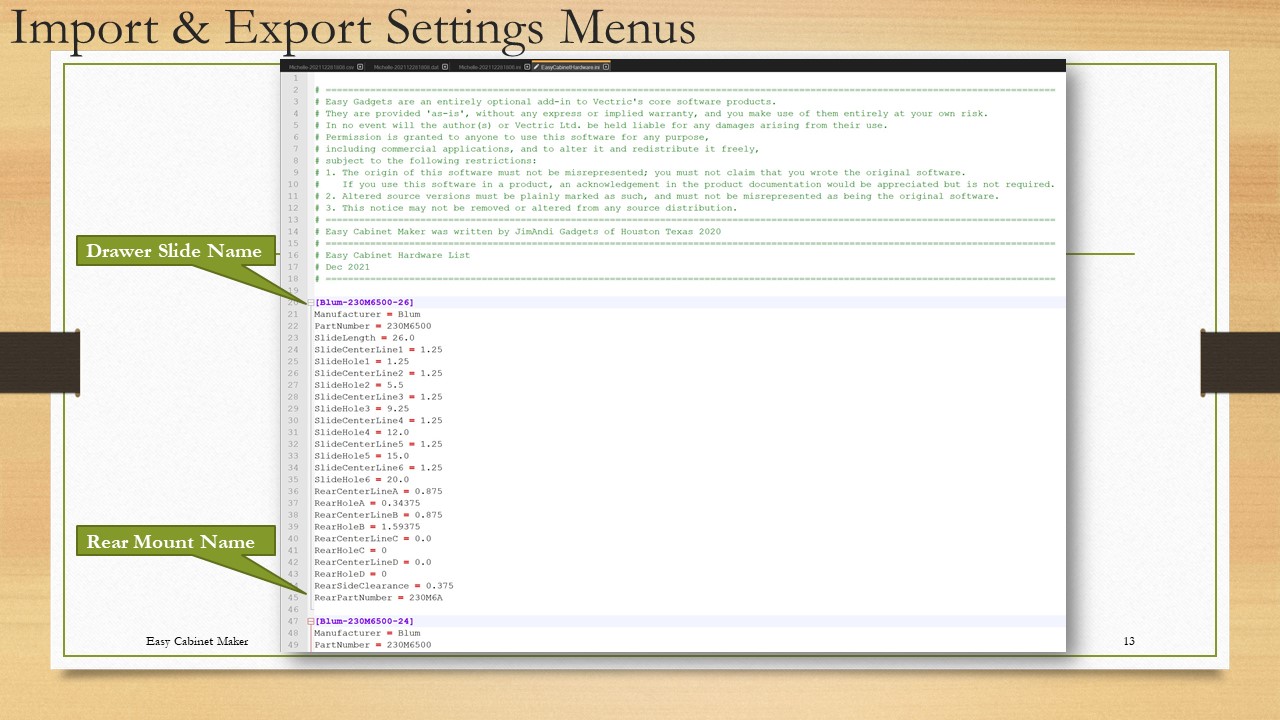 Import & Export Settings Menus
Michelle-202112281808.csv
Michelle-202112281808.dat
Michelle-202112281808.ini
EasyCabinetHardware.ini
1
2 # ==================================================================================================================================
3 # Easy Gadgets are an entirely optional add-in to Vectric's core software products.
4 # They are provided 'as-is', without any express or implied warranty, and you make use of them entirely at your own risk.
5 # In no event will the author(s) or Vectric Ltd. be held liable for any damages arising from their use.
6 # Permission is granted to anyone to use this software for any purpose,
7 # including commercial applications, and to alter it and redistribute it freely,
8 # subject to the following restrictions:
9 # 1. The origin of this software must not be misrepresented; you must not claim that you wrote the original software.
10 #    If you use this software in a product, an acknowledgement in the product documentation would be appreciated but is not required.
11 # 2. Altered source versions must be plainly marked as such, and must not be misrepresented as being the original software.
12 # 3. This notice may not be removed or altered from any source distribution.
13 # ==================================================================================================================================
14 # Easy Cabinet Maker was written by JimAndi Gadgets of Houston Texas 2020
15 # ==================================================================================================================================
16 # Easy Cabinet Hardware List
17 # Dec 2021
18 # ==================================================================================================================================
19
Drawer Slide Name
20 [Blum-230M6500-26]
21 Manufacturer = Blum
22 PartNumber = 230M6500
23 SlideLength = 26.0
24 SlideCenterLine1 = 1.25
25 SlideHole1 = 1.25
26 SlideCenterLine2 = 1.25
27 SlideHole2 = 5.5
28 SlideCenterLine3 = 1.25
29 SlideHole3 = 9.25
30 SlideCenterLine4 = 1.25
31 SlideHole4 = 12.0
32 SlideCenterLine5 = 1.25
33 SlideHole5 = 15.0
34 SlideCenterLine6 = 1.25
35 SlideHole6 = 20.0
36 RearCenterLineA = 0.875
37 RearHoleA = 0.34375
38 RearCenterLineB = 0.875
39 RearHoleB = 1.59375
40 RearCenterLineC = 0.0
41 RearHoleC = 0
42 RearCenterLineD = 0.0
43 RearHoleD = 0
44 RearSideClearance = 0.375
Rear Mount Name
45 RearPartNumber = 230M6A
46
47 [Blum-230M6500-24]
48 Manufacturer = Blum
49 PartNumber = 230M6500
Easy Cabinet Maker
13